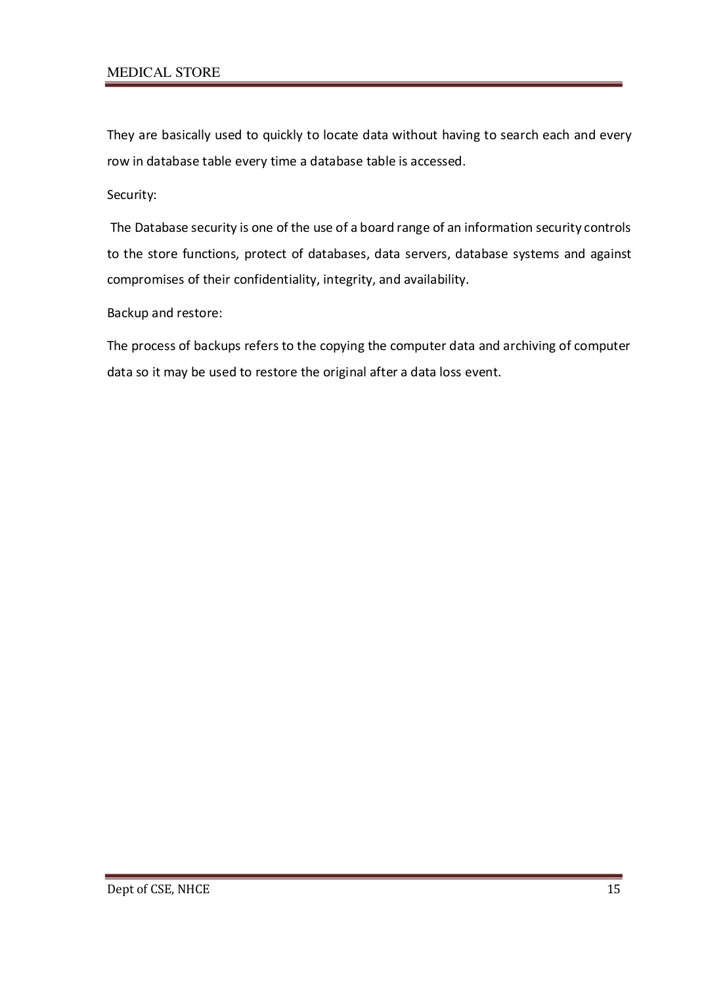 MEDICAL STORE
They are basically used to quickly to locate data without having to search each and every
row in database table every time a database table is accessed.
Security:
The Database security is one of the use of a board range of an information security controls
to the store functions, protect of databases, data servers, database systems and against
compromises of their confidentiality, integrity, and availability.
Backup and restore:
The process of backups refers to the copying the computer data and archiving of computer
data so it may be used to restore the original after a data loss event.
Dept of CSE, NHCE 15